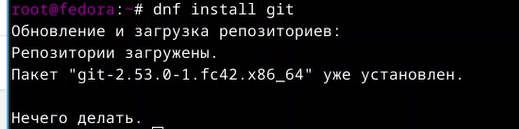 root@fedora:~# dnf install git
Обновление и загрузка репозиториев:
Репозитории загружены.
Пакет "git-2.53.0-1.fc42.x86_64" уже установлен.
Нечего делать.